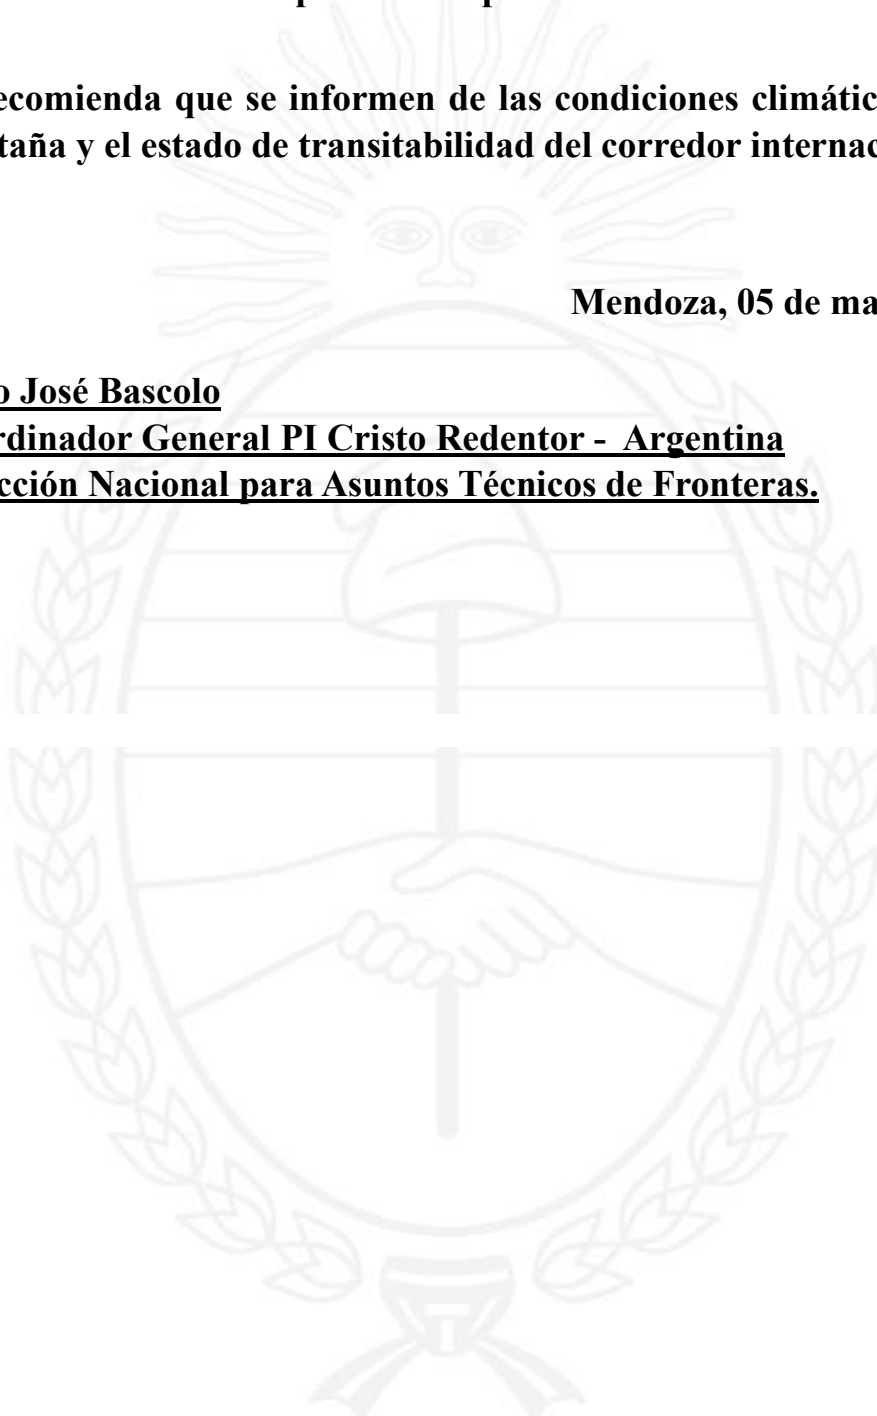 ecomienda que se informen de las condiciones climátic
taña y el estado de transitabilidad del corredor internac
Mendoza, 05 de ma
o José Bascolo
rdinador General PI Cristo Redentor - Argentina
cción Nacional para Asuntos Técnicos de Fronteras.